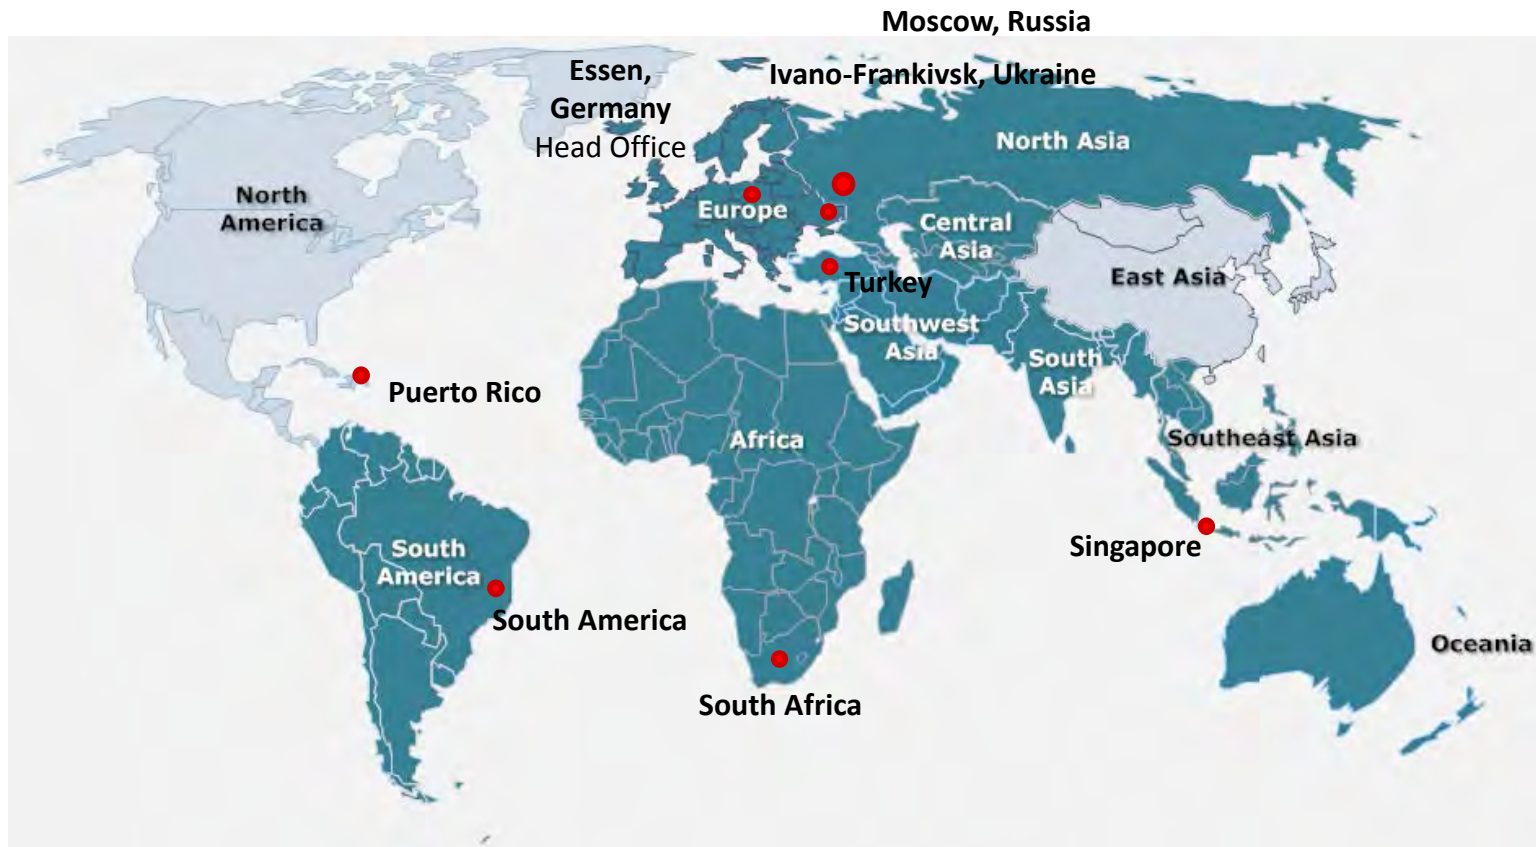 Moscow, Russia
Essen,
Germany
Head Office
Ivano-Frankivsk, Ukraine
North Asia
North
America
Europe
Central
Asia
East Asia
Turkey
Southwest
Asia
South
Asia
Puerto Rico
Africa
Southeast Asia
South
America
Singapore
South America
Oceania
South Africa